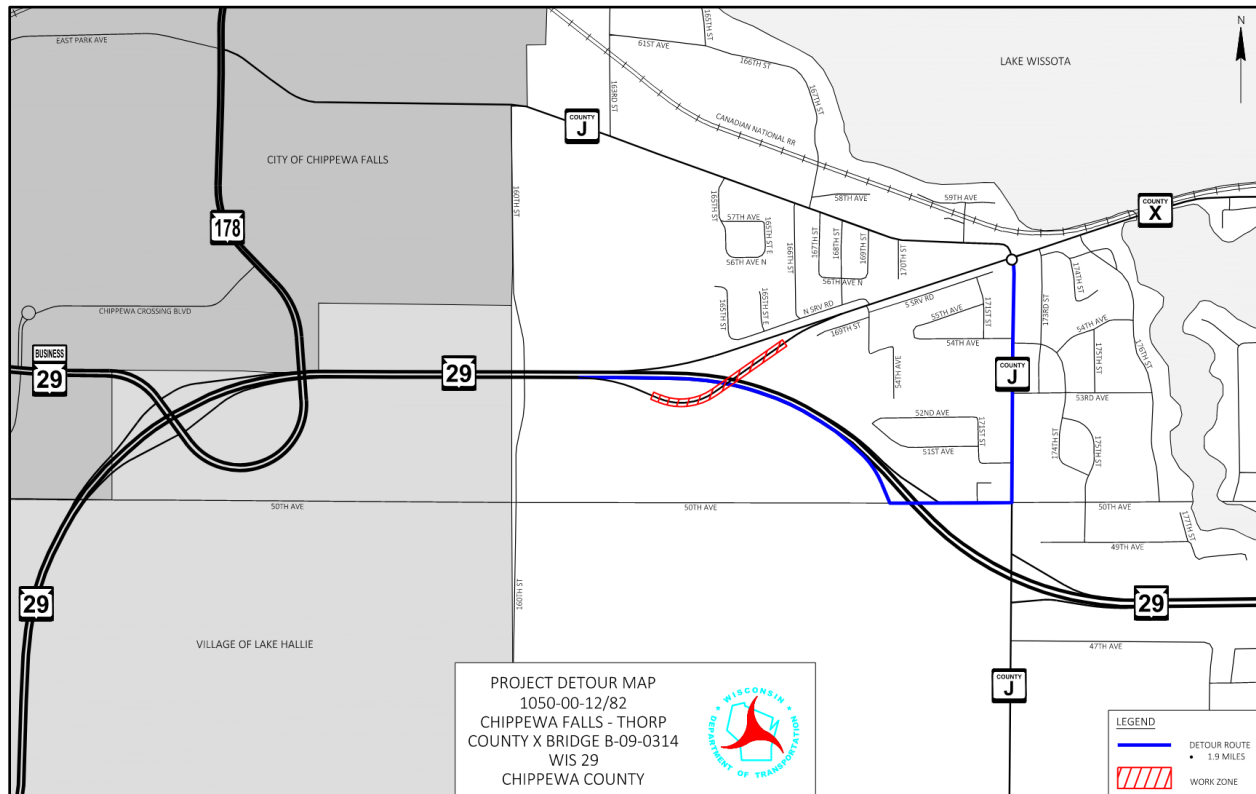 EAST PARK AVE
165TH ST
61ST AVE
166TH ST
167TH ST
163RD ST
LAKE WISSOTA
N
COUNTY
J
CANADIAN NATIONAL RR
CITY OF CHIPPEWA FALLS
160TH ST
178
165TH ST
57TH AVE
165TH ST E
56TH AVE N
166TH ST
58TH AVE
167TH ST
168TH ST
169TH ST
56TH AVE N
170TH ST
59TH AVE
COUNTY
X
174TH ST
173RD ST
CHIPPEWA CROSSING BLVD
165TH ST
165TH ST E
N SRV RD
S SRV RD
169TH ST
55TH AVE
171ST ST
54TH AVE
54TH AVE
54TH AVE
175TH ST
176TH ST
BUSINESS
29
29
COUNTY
J
53RD AVE
52ND AVE
171ST ST
51ST AVE
174TH ST
175TH ST
50TH AVE
50TH AVE
50TH AVE
177TH ST
49TH AVE
29
160TH ST
29
VILLAGE OF LAKE HALLIE
47TH AVE
COUNTY
J
PROJECT DETOUR MAP
1050-00-12/82
CHIPPEWA FALLS - THORP
COUNTY X BRIDGE B-09-0314
WIS 29
CHIPPEWA COUNTY
WISCONSIN
DEPARTMENT OF TRANSPORTATION
LEGEND
DETOUR ROUTE
• 1.9 MILES
WORK ZONE